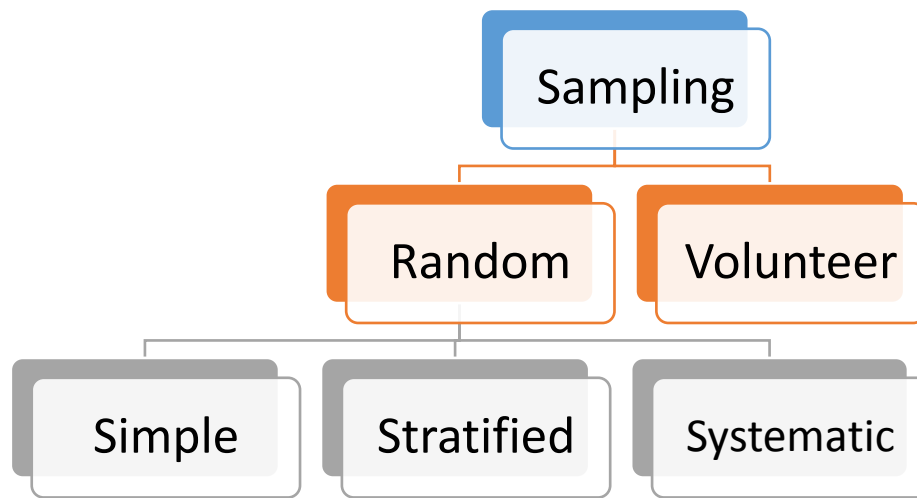 Sampling
Random
Volunteer
Simple
Stratified
Systematic